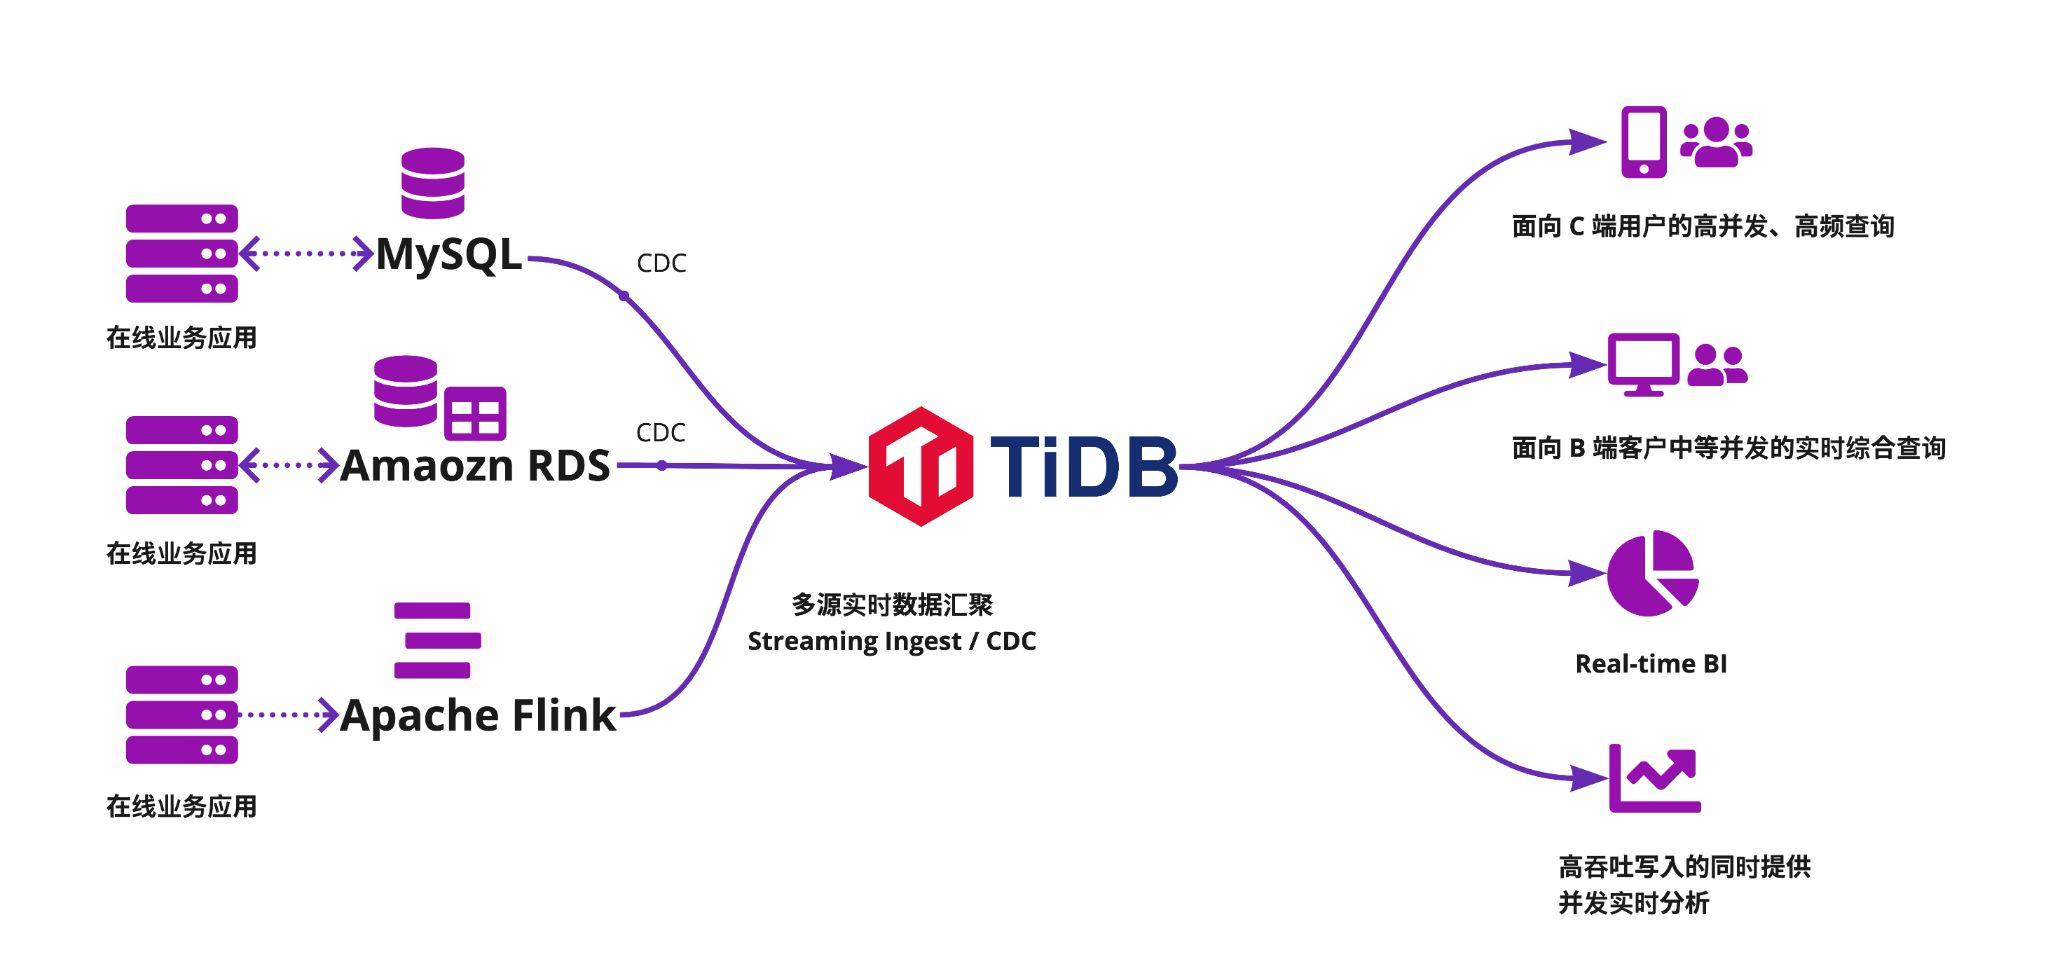 MySQL
CDC
在线业务应用
Amaozn RDS
CDC
在线业务应用
Apache Flink
在线业务应用
TiDB
多源实时数据汇聚
Streaming Ingest / CDC
面向 C 端用户的高并发、高频查询
面向 B 端客户中等并发的实时综合查询
Real-time BI
高吞吐写入的同时提供
并发实时分析